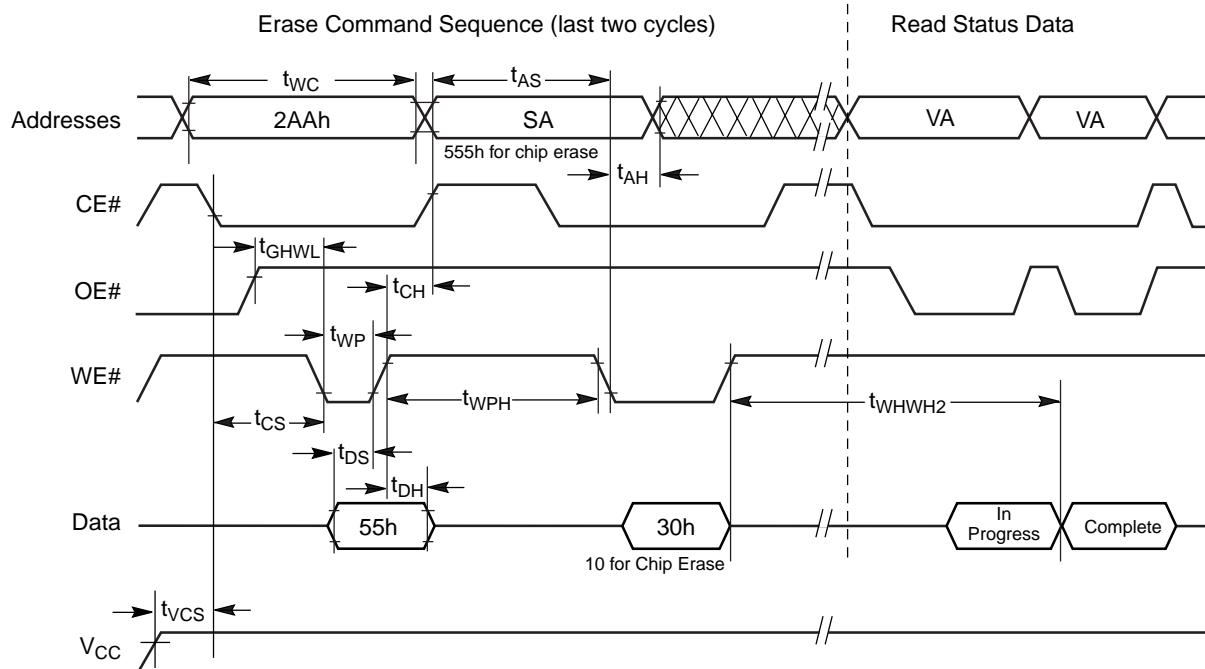 Erase Command Sequence (last two cycles)
Read Status Data
tWC
tAS
Addresses
2AAh
SA
VA
VA
555h for chip erase
tAH
CE#
tGHWL
OE#
tCH
tWP
WE#
tWPH
tWHWH2
tCS
tDS
tDH
Data
55h
30h
In
Progress
Complete
10 for Chip Erase
tVCS
VCC